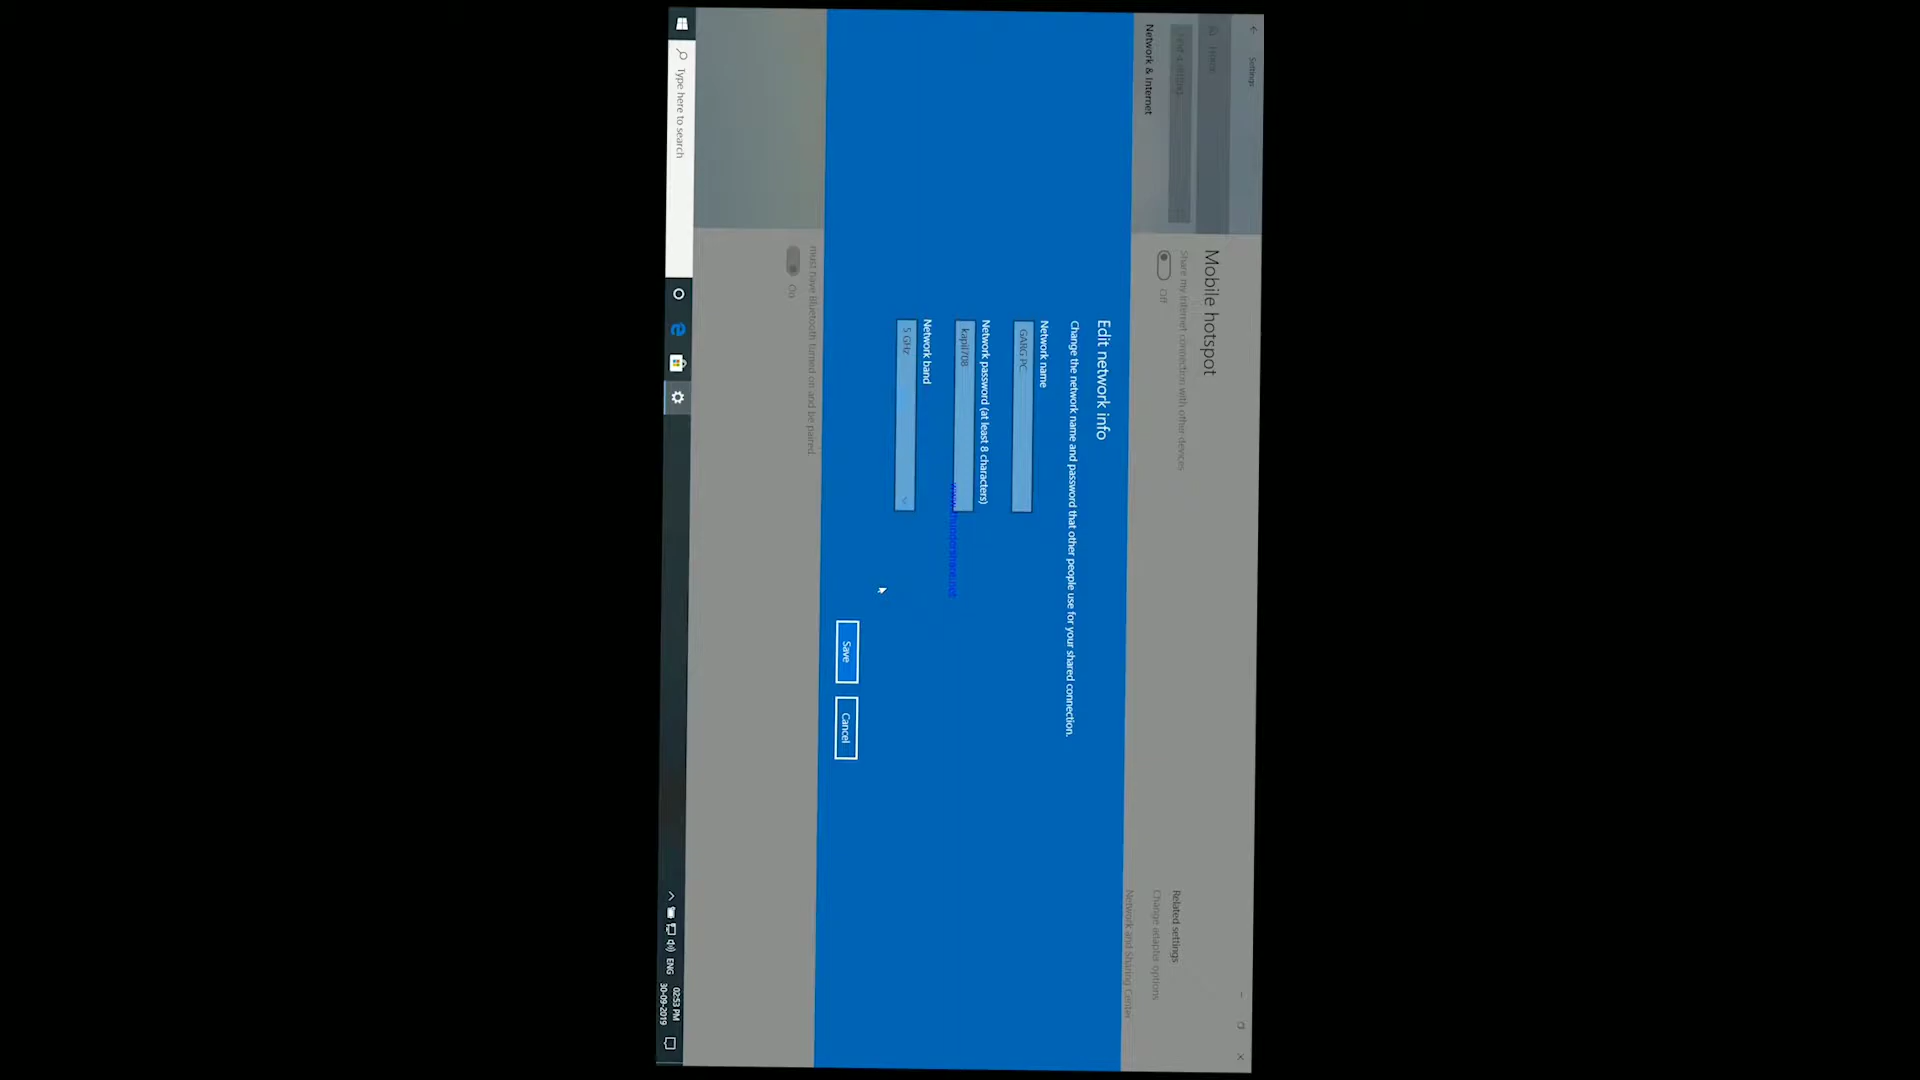 Settings
Home
Find a setting
Network & Internet
Mobile hotspot
Share my Internet connection with other devices
Off
Related settings
Change adapter options
Network and Sharing Center
Edit network info
Change the network name and password that other people use for your shared connection.
Network name
GARG PC
Network password (at least 8 characters)
kapil708
Network band
5 GHz
Save
Cancel
must have Bluetooth turned on and be paired.
On
Type here to search
ENG
02:53 PM
30-09-2019